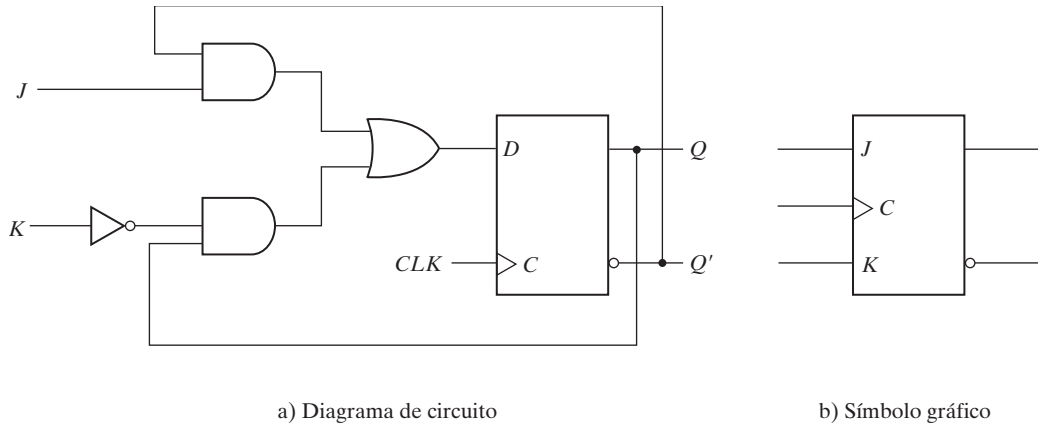 J
K
D
CLK
C
Q
Q'
J
C
K
a) Diagrama de circuito
b) Símbolo gráfico